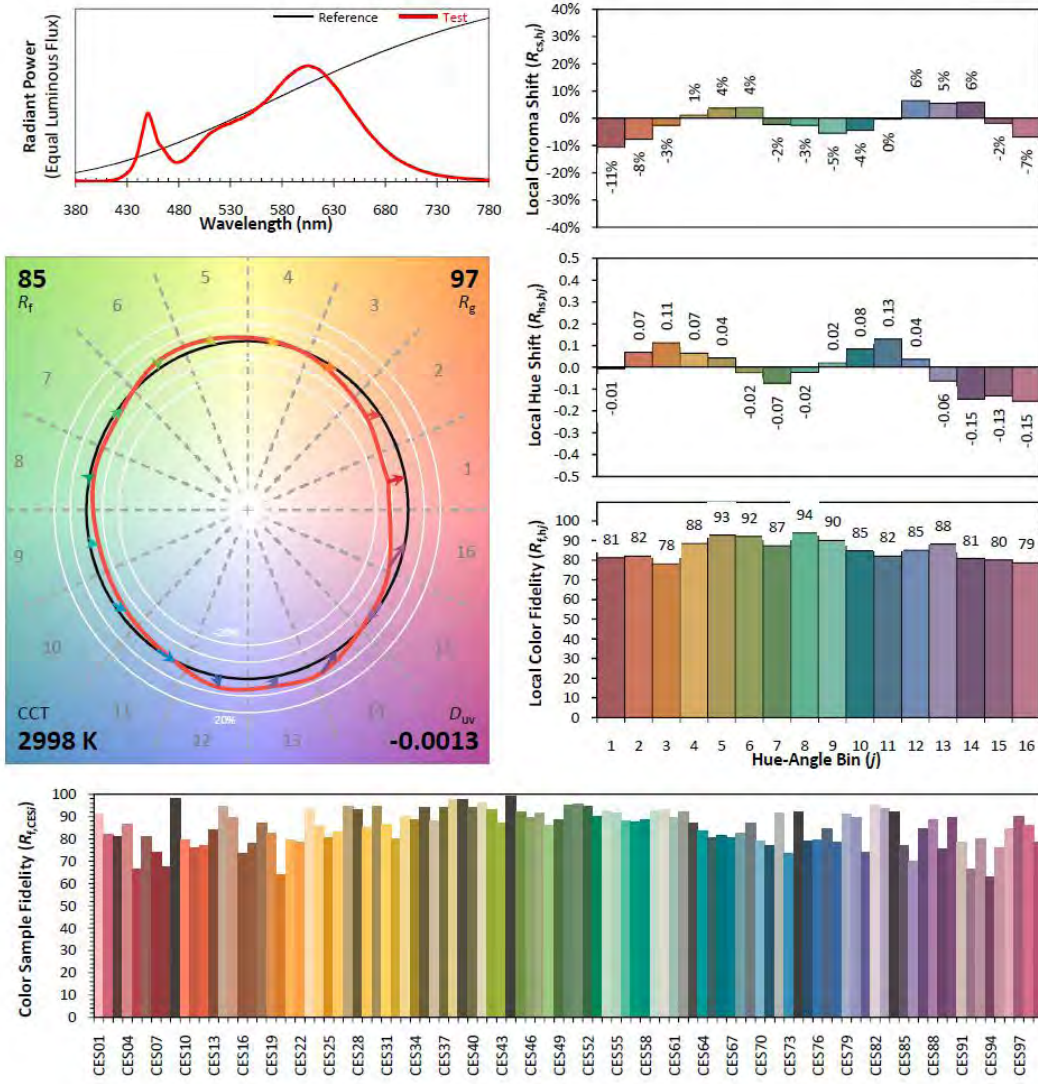 Reference
Test
Radiant Power
(Equal Luminous Flux)
380 430 480 530 580 630 680 730 780
Wavelength (nm)
Local Chroma Shift (Rcs,hj)
40%
30%
20%
10%
0%
-10%
-20%
-30%
-40%
-11% -8% -3% 1% 4% 4% -2% -3% -5% -4% 0% 6% 5% 6% -2% -7%
85
Rf
97
Rg
1
2
3
4
5
6
7
8
9
10
11
12
13
14
16
-20%
20%
CCT
2998 K
Duv
-0.0013
Local Hue Shift (Rhs,hj)
0.5
0.4
0.3
0.2
0.1
0.0
-0.1
-0.2
-0.3
-0.4
-0.5
-0.01 0.07 0.11 0.07 0.04 -0.02 -0.07 -0.02 0.02 0.08 0.13 0.04 -0.06 -0.15 -0.13 -0.15
Local Color Fidelity (Rf,hj)
100
90
80
70
60
50
40
30
20
10
0
81 82 78 88 93 92 87 94 90 85 82 85 88 81 80 79
1 2 3 4 5 6 7 8 9 10 11 12 13 14 15 16
Hue-Angle Bin (j)
Color Sample Fidelity (Rf,CESi)
100
90
80
70
60
50
40
30
20
10
0
CES01 CES04 CES07 CES10 CES13 CES16 CES19 CES22 CES25 CES28 CES31 CES34 CES37 CES40 CES43 CES46 CES49 CES52 CES55 CES58 CES61 CES64 CES67 CES70 CES73 CES76 CES79 CES82 CES85 CES88 CES91 CES94 CES97